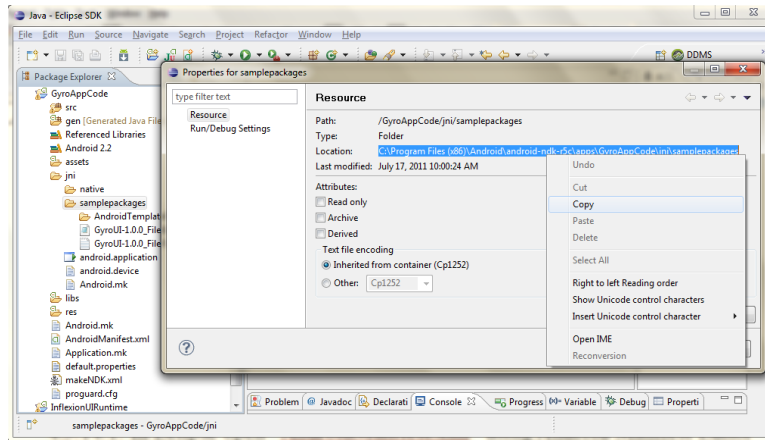 Java - Eclipse SDK
File Edit Run Source Navigate Search Project Refactor Window Help
DDMS
Package Explorer
GyroAppCode
src
gen [Generated Java File
Referenced Libraries
Android 2.2
assets
jni
native
samplepackages
AndroidTemplat
GyroUI-1.0.0_File
GyroUI-1.0.0_File
android.application
android.device
Android.mk
libs
res
Android.mk
AndroidManifest.xml
Application.mk
default.properties
makeNDK.xml
proguard.cfg
InflexionUIRuntime
Properties for samplepackages
type filter text
Resource
Run/Debug Settings
Resource
Path: /GyroAppCode/jni/samplepackages
Type: Folder
Location: C:\Program Files (x86)\Android\android-ndk-r5c\apps\GyroAppCode\jni\samplepackages
Last modified: July 17, 2011 10:00:24 AM
Attributes:
Read only
Archive
Derived
Text file encoding
Inherited from container (Cp1252)
Other: Cp1252
Undo
Cut
Copy
Paste
Delete
Select All
Right to left Reading order
Show Unicode control characters
Insert Unicode control character
Open IME
Reconversion
Problem Javadoc Declarati Console Progress Variable Debug Properti
samplepackages - GyroAppCode/jni